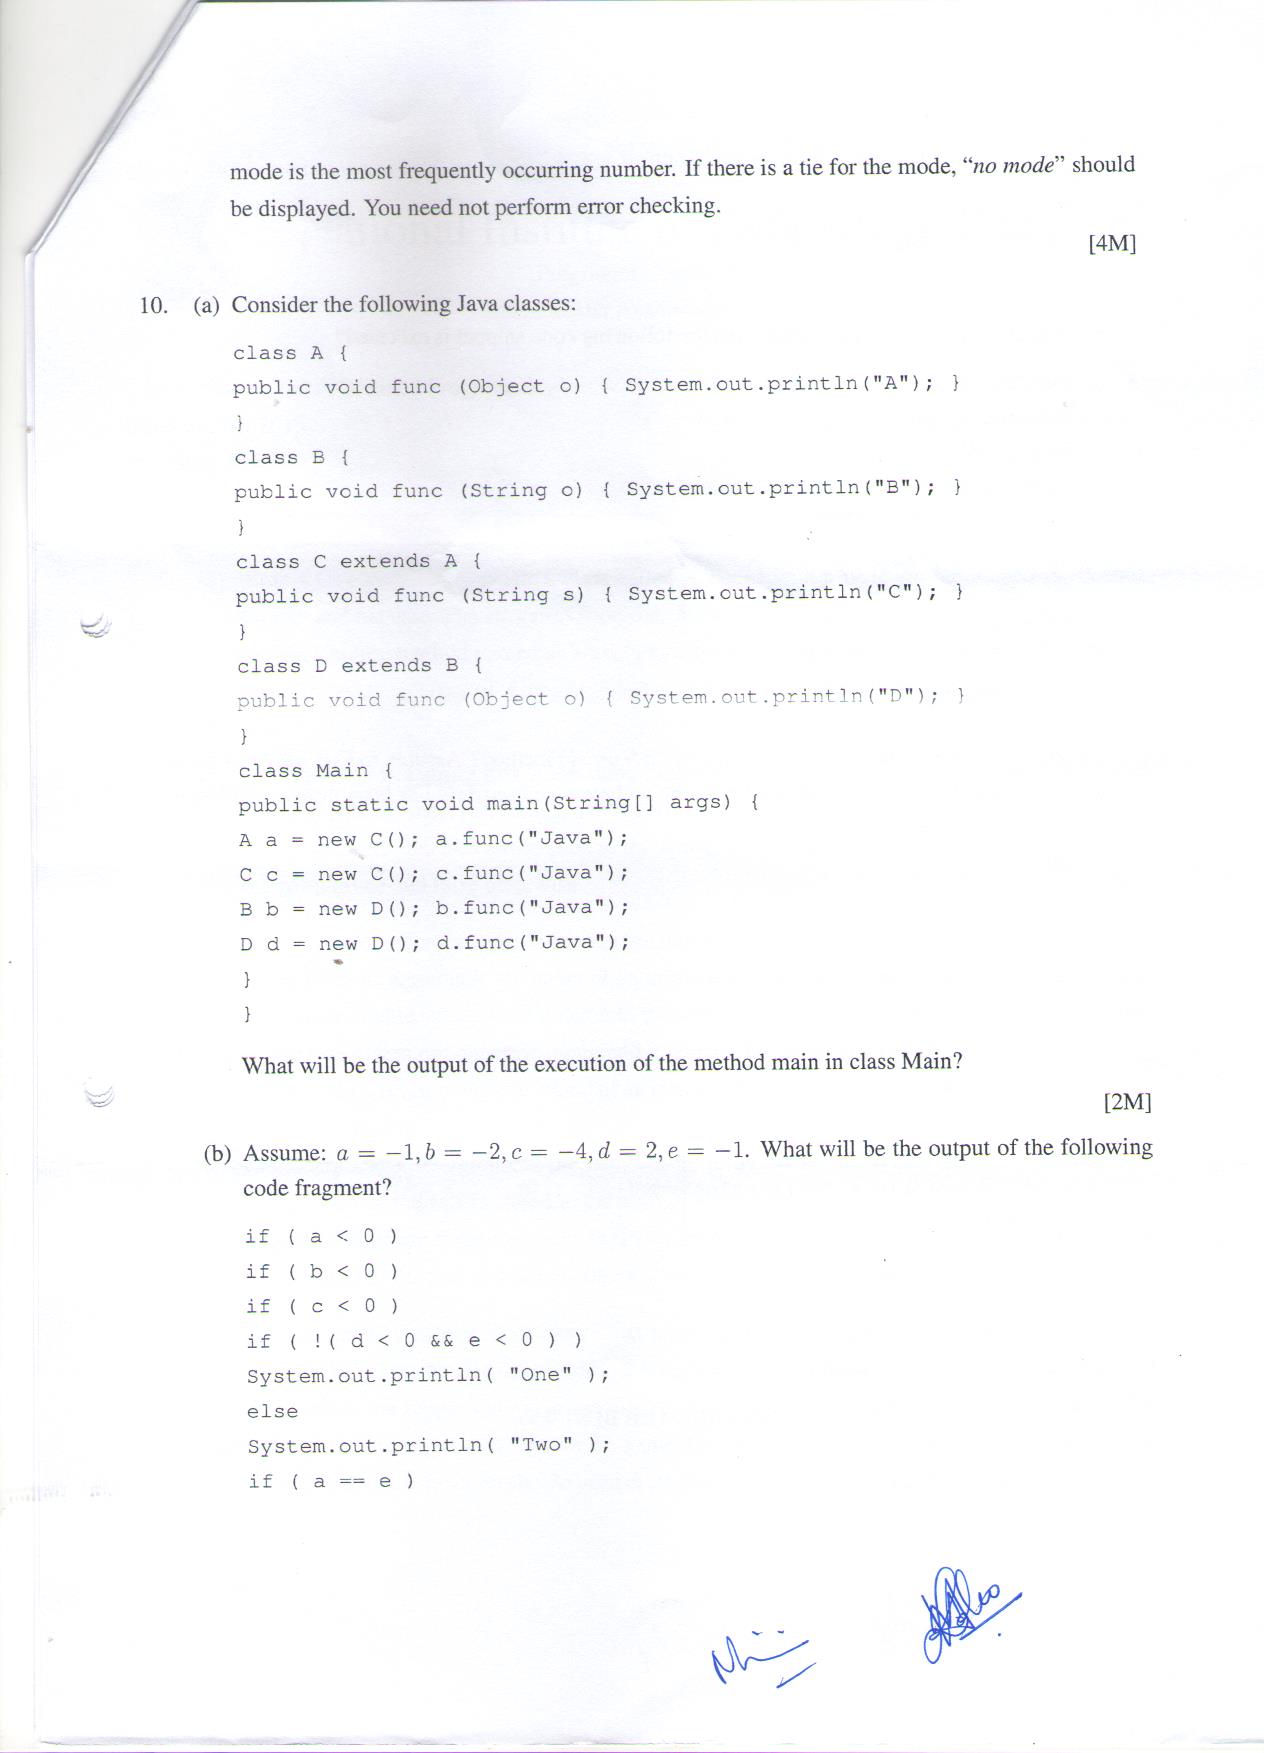 mode is the most frequently occurring number. If there is a tie for the mode, “no mode” should
be displayed. You need not perform error checking.
[4M]
10. (a) Consider the following Java classes:
class A {
public void func (Object o) { System.out.println("A"); }
}
class B {
public void func (String o) { System.out.println("B"); }
}
class C extends A {
public void func (String s) { System.out.println("C"); }
}
class D extends B {
public void func (Object o) { System.out.println("D"); }
}
class Main {
public static void main(String[] args) {
A a = new C(); a.func("Java");
C c = new C(); c.func("Java");
B b = new D(); b.func("Java");
D d = new D(); d.func("Java");
}
}
What will be the output of the execution of the method main in class Main?
[2M]
(b) Assume: a = −1, b = −2, c = −4, d = 2, e = −1. What will be the output of the following
code fragment?
if ( a < 0 )
if ( b < 0 )
if ( c < 0 )
if ( !( d < 0 && e < 0 ) )
System.out.println( "One" );
else
System.out.println( "Two" );
if ( a == e )